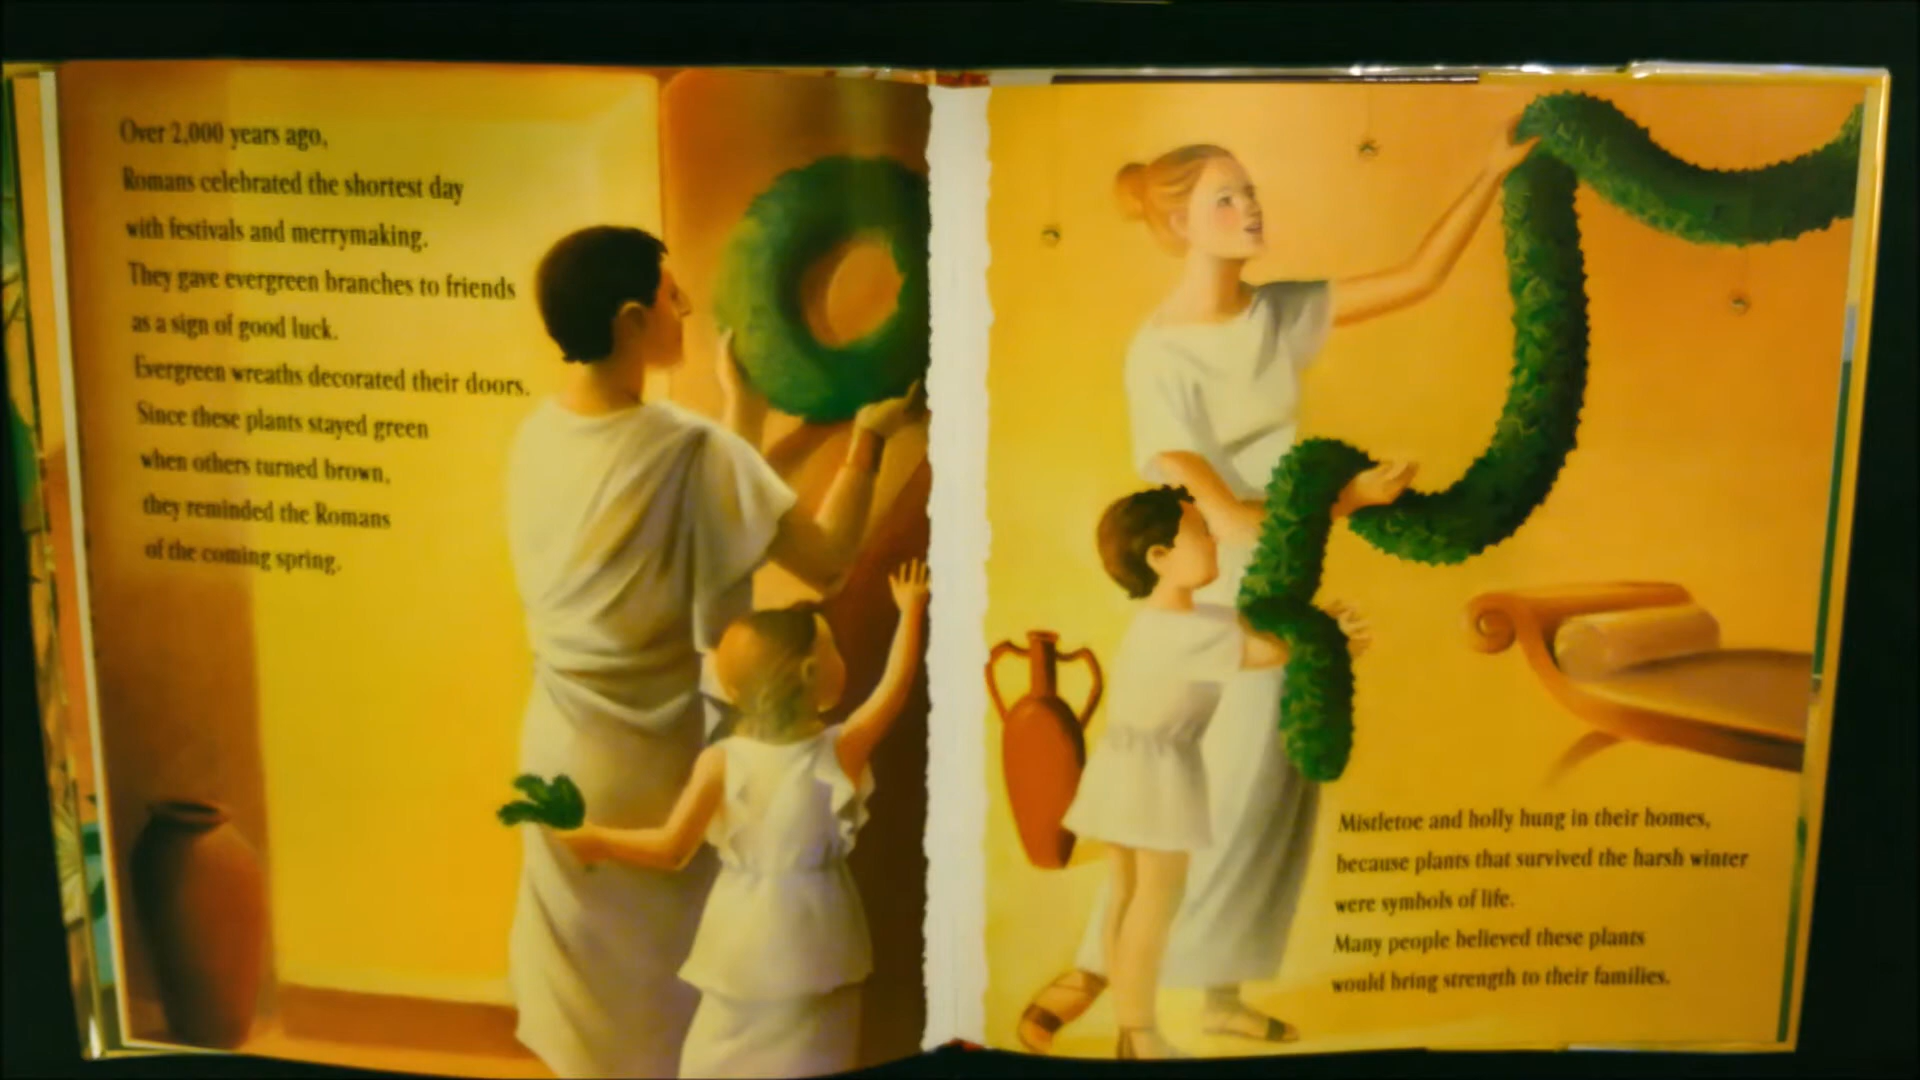 Over 2,000 years ago,
Romans celebrated the shortest day
with festivals and merrymaking.
They gave evergreen branches to friends
as a sign of good luck.
Evergreen wreaths decorated their doors.
Since these plants stayed green
when others turned brown,
they reminded the Romans
of the coming spring.
Mistletoe and holly hung in their homes,
because plants that survived the harsh winter
were symbols of life.
Many people believed these plants
would bring strength to their families.